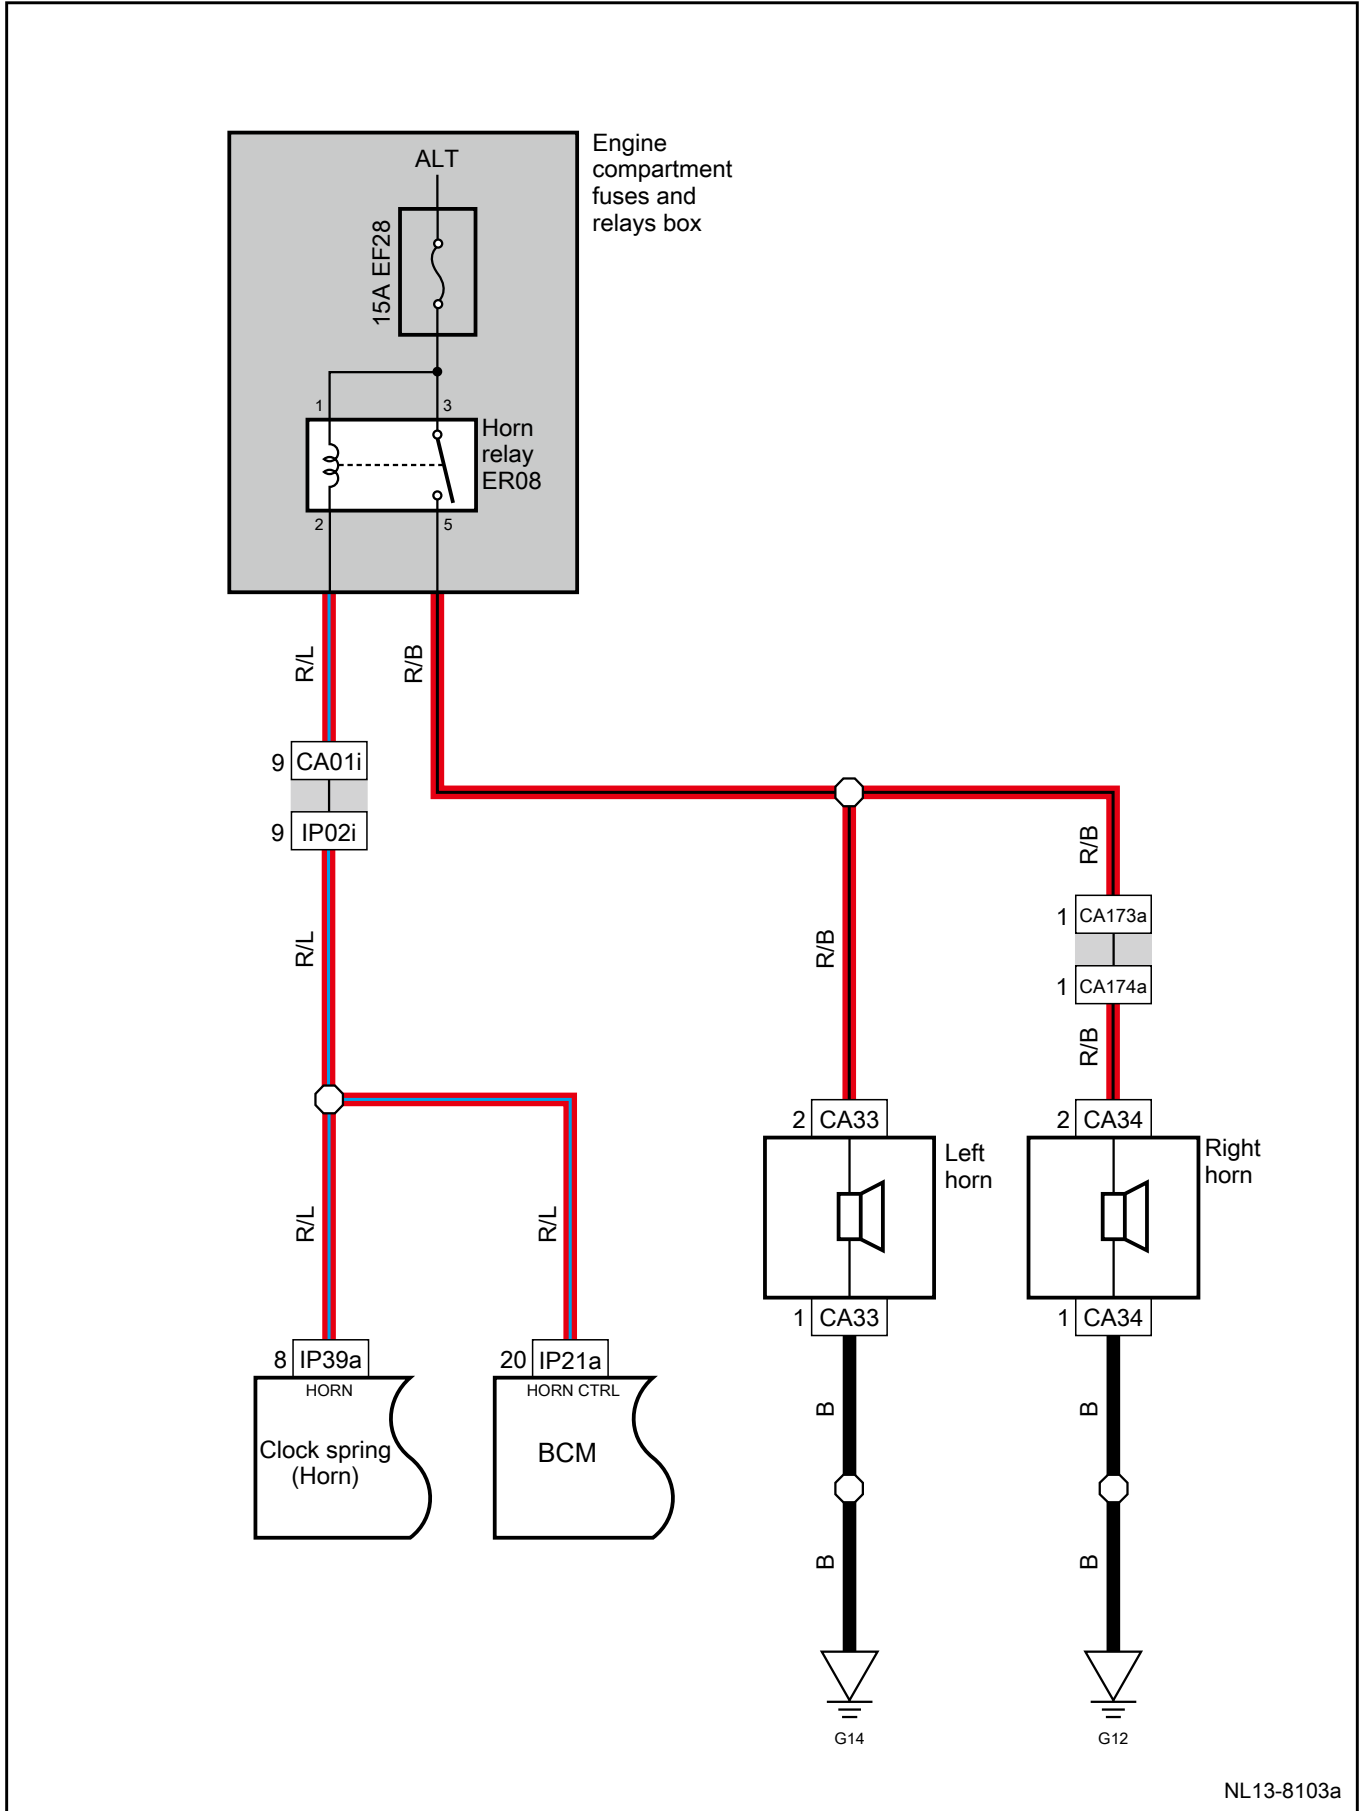 Engine
compartment
fuses and
relays box
ALT
15A EF28
1
3
Horn
relay
ER08
2
5
R/L
R/B
9 CA01i
9 IP02i
R/B
1 CA173a
R/L
R/B
1 CA174a
R/B
2 CA33
2 CA34
Left
horn
Right
horn
R/L
R/L
1 CA33
1 CA34
8 IP39a
20 IP21a
HORN
HORN CTRL
Clock spring
(Horn)
BCM
B
B
B
B
G14
G12
NL13-8103a